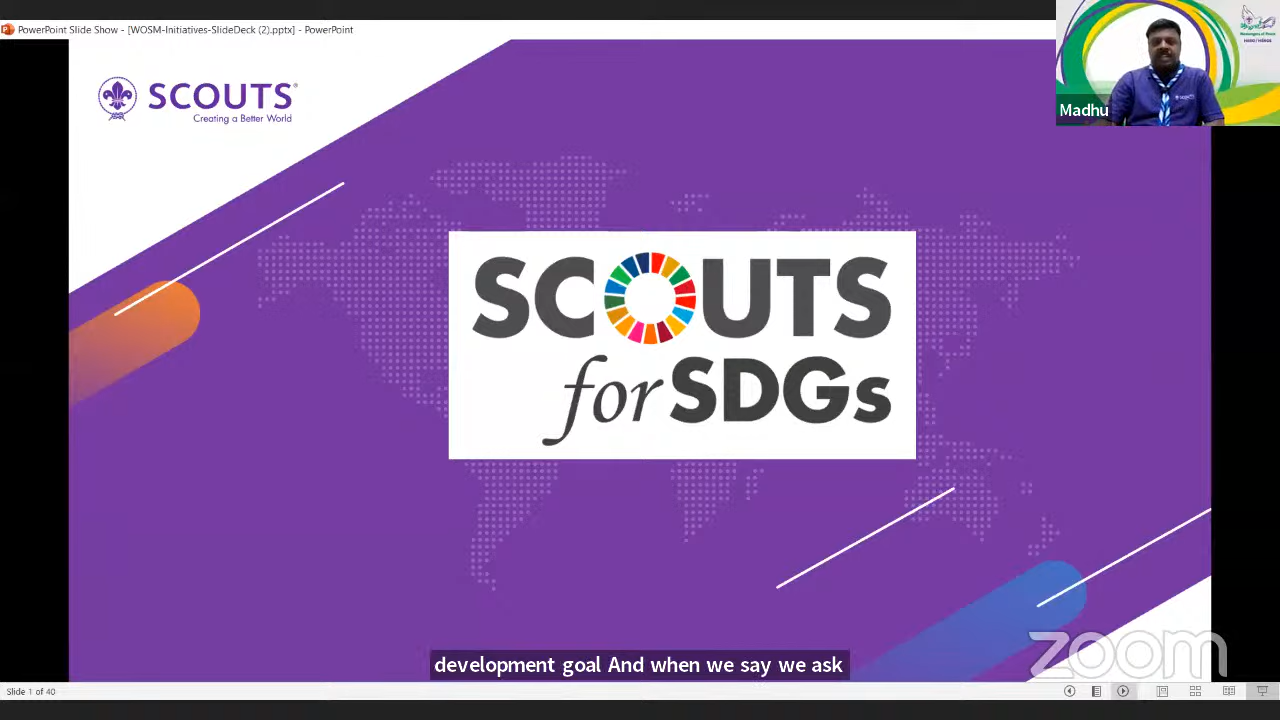 PowerPoint Slide Show - [WOSM-Initiatives-SlideDeck (2).pptx] - PowerPoint
Madhu
SCOUTS®
Creating a Better World
SCOUTS
for SDGs
development goal And when we say we ask
zoom
Slide 1 of 40